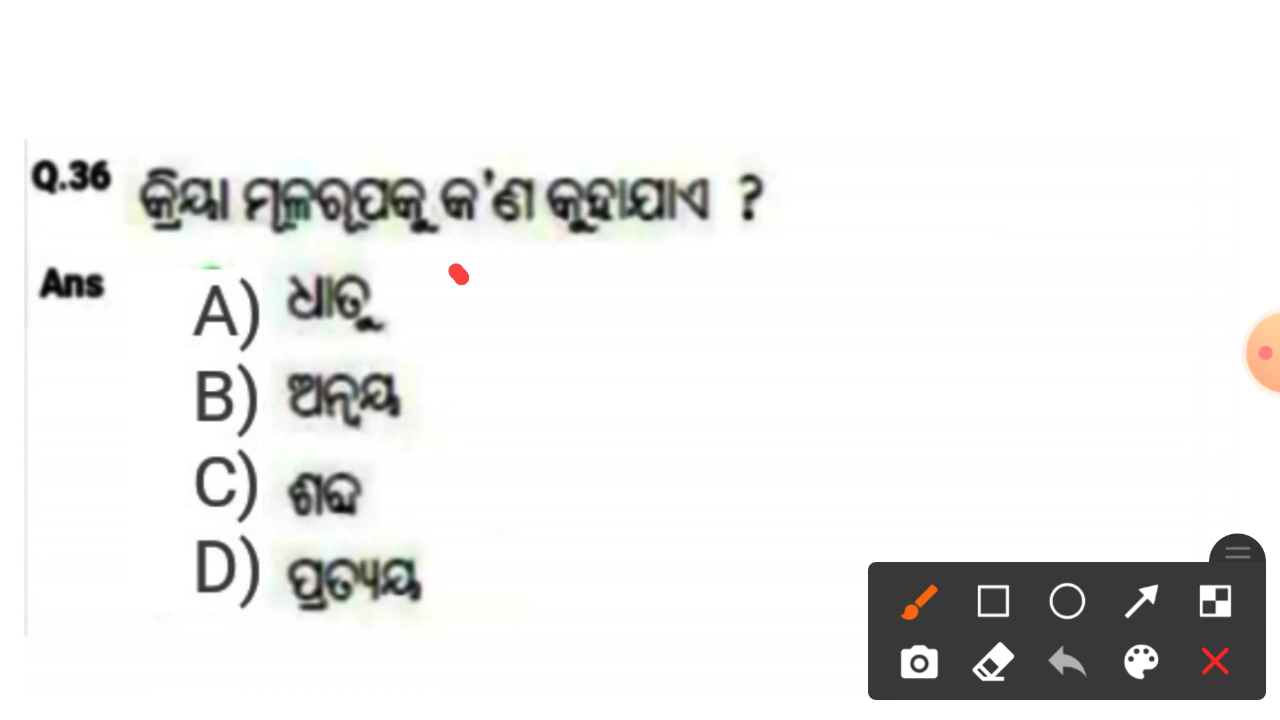 Q.36 କ୍ରିୟା ମୂଳରୂପକୁ କ'ଣ କୁହାଯାଏ ?
Ans A) ଧାତୁ
B) ଅନ୍ୱୟ
C) ଶବ୍ଦ
D) ପ୍ରତ୍ୟୟ